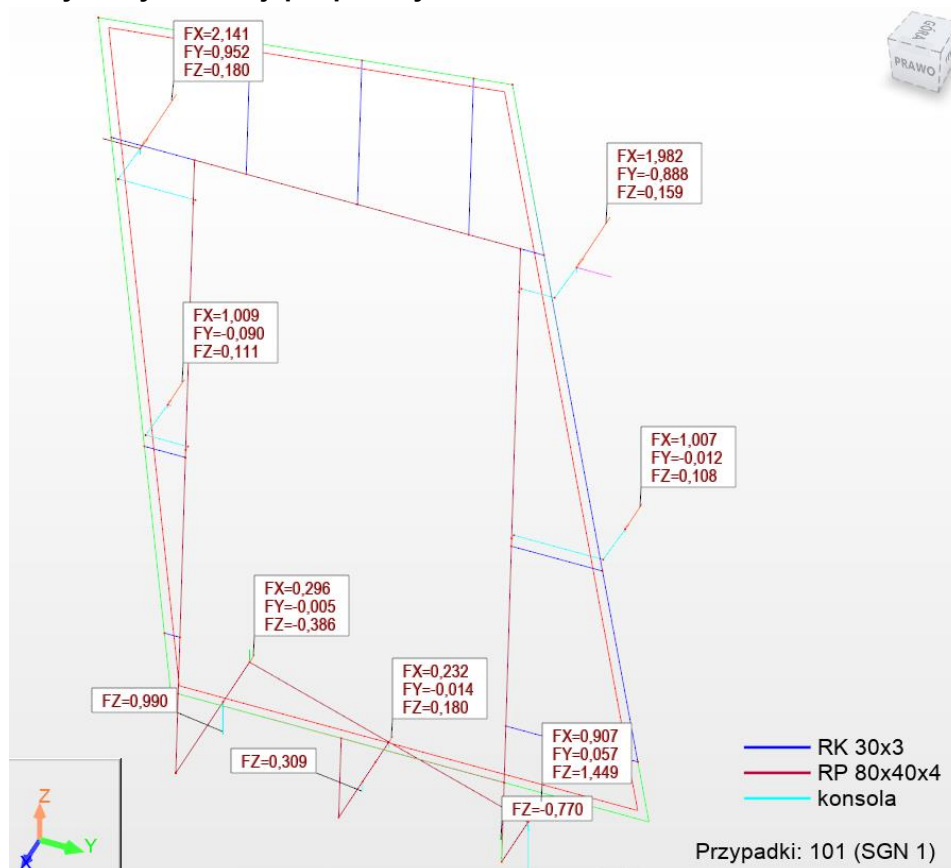 GÓRA
PRAWO
FX=2,141
FY=0,952
FZ=0,180
FX=1,982
FY=-0,888
FZ=0,159
FX=1,009
FY=-0,090
FZ=0,111
FX=1,007
FY=-0,012
FZ=0,108
FX=0,296
FY=-0,005
FZ=-0,386
FX=0,232
FY=-0,014
FZ=0,180
FZ=0,990
FX=0,907
FY=0,057
FZ=1,449
FZ=0,309
FZ=-0,770
RK 30x3
RP 80x40x4
konsola
Z
Y
X
Przypadki: 101 (SGN 1)